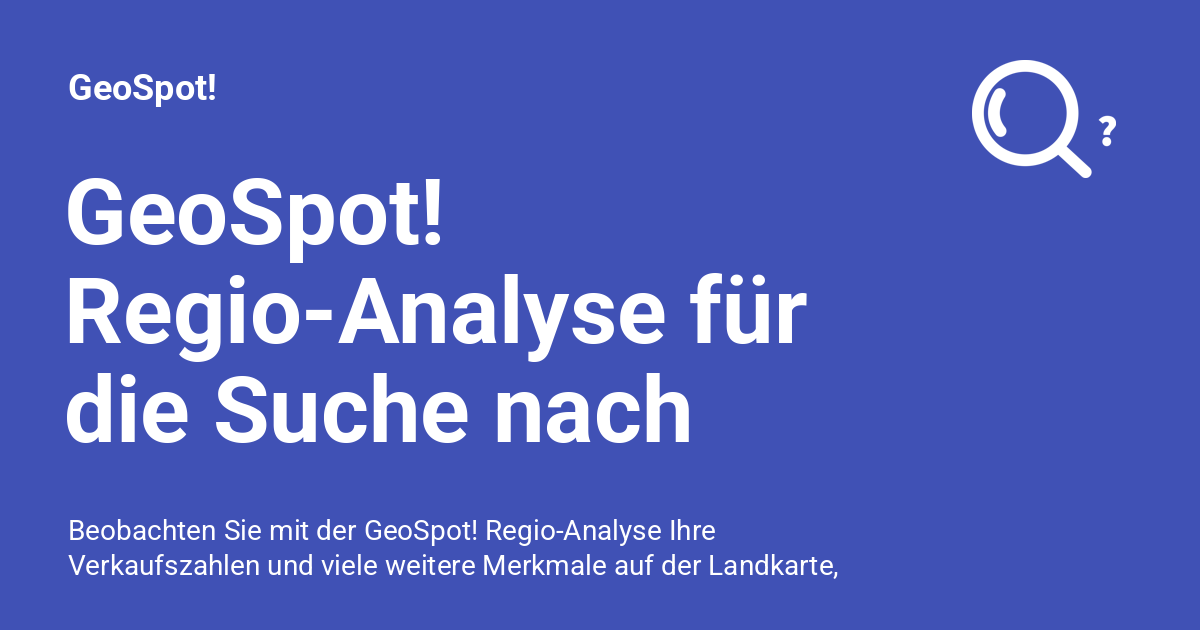 GeoSpot!
?
GeoSpot!
Regio-Analyse für
die Suche nach
Beobachten Sie mit der GeoSpot! Regio-Analyse Ihre
Verkaufszahlen und viele weitere Merkmale auf der Landkarte,